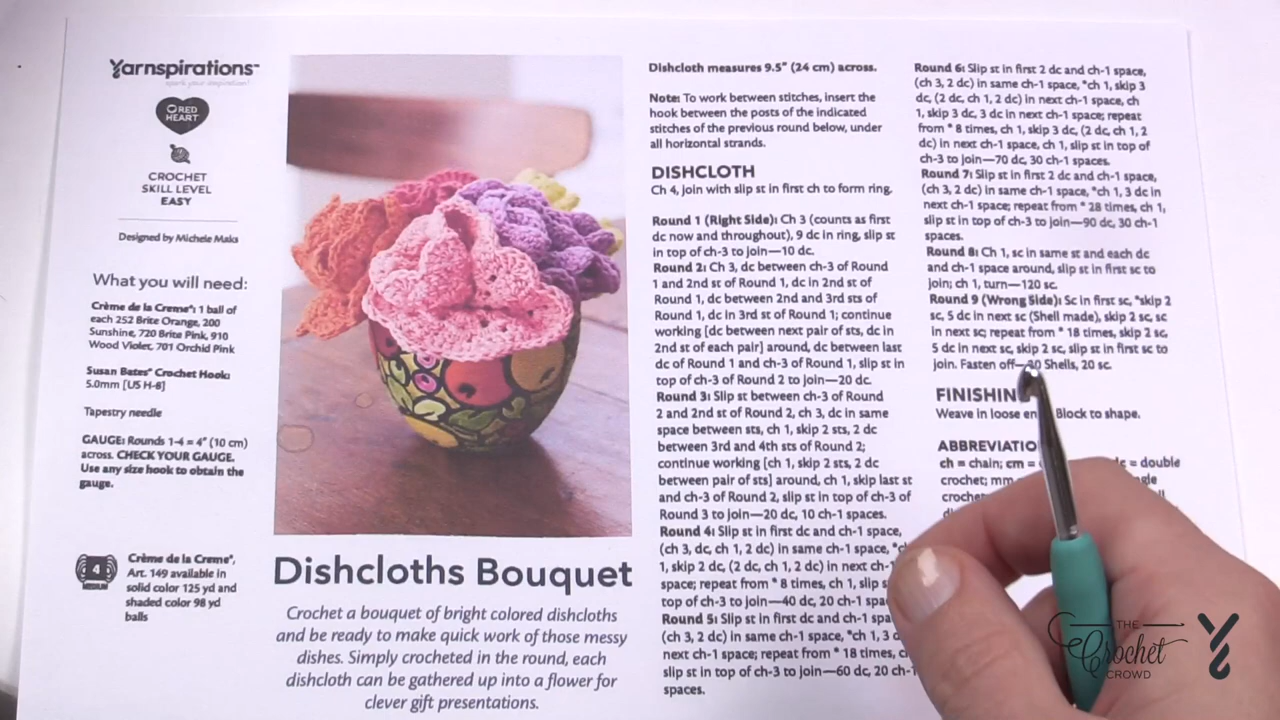 Yarnspirations™
spark your inspiration!
RED
HEART
CROCHET
SKILL LEVEL
EASY
Designed by Michele Maks
What you will need:
Crème de la Creme®: 1 ball of
each 252 Brite Orange, 200
Sunshine, 720 Brite Pink, 910
Wood Violet, 701 Orchid Pink
Susan Bates® Crochet Hook:
5.0mm [US H-8]
Tapestry needle
GAUGE: Rounds 1-4 = 4" (10 cm)
across. CHECK YOUR GAUGE.
Use any size hook to obtain the
gauge.
4
MEDIUM
Crème de la Creme®,
Art. 149 available in
solid color 125 yd and
shaded color 98 yd
balls
Dishcloths Bouquet
Crochet a bouquet of bright colored dishcloths
and be ready to make quick work of those messy
dishes. Simply crocheted in the round, each
dishcloth can be gathered up into a flower for
clever gift presentations.
Dishcloth measures 9.5" (24 cm) across.
Note: To work between stitches, insert the
hook between the posts of the indicated
stitches of the previous round below, under
all horizontal strands.
DISHCLOTH
Ch 4, join with slip st in first ch to form ring.
Round 1 (Right Side): Ch 3 (counts as first
dc now and throughout), 9 dc in ring, slip st
in top of ch-3 to join—10 dc.
Round 2: Ch 3, dc between ch-3 of Round
1 and 2nd st of Round 1, dc in 2nd st of
Round 1, dc between 2nd and 3rd sts of
Round 1, dc in 3rd st of Round 1; continue
working [dc between next pair of sts, dc in
2nd st of each pair] around, dc between last
dc of Round 1 and ch-3 of Round 1, slip st in
top of ch-3 of Round 2 to join—20 dc.
Round 3: Slip st between ch-3 of Round
2 and 2nd st of Round 2, ch 3, dc in same
space between sts, ch 1, skip 2 sts, 2 dc
between 3rd and 4th sts of Round 2;
continue working [ch 1, skip 2 sts, 2 dc
between pair of sts] around, ch 1, skip last st
and ch-3 of Round 2, slip st in top of ch-3 of
Round 3 to join—20 dc, 10 ch-1 spaces.
Round 4: Slip st in first dc and ch-1 space,
(ch 3, dc, ch 1, 2 dc) in same ch-1 space, *c
1, skip 2 dc, (2 dc, ch 1, 2 dc) in next ch-1
space; repeat from * 8 times, ch 1, slip s
top of ch-3 to join—40 dc, 20 ch-1 spa
Round 5: Slip st in first dc and ch-1 spa
(ch 3, 2 dc) in same ch-1 space, *ch 1, 3 d
next ch-1 space; repeat from * 18 times, c
slip st in top of ch-3 to join—60 dc, 20 ch-1
spaces.
Round 6: Slip st in first 2 dc and ch-1 space,
(ch 3, 2 dc) in same ch-1 space, *ch 1, skip 3
dc, (2 dc, ch 1, 2 dc) in next ch-1 space, ch
1, skip 3 dc, 3 dc in next ch-1 space; repeat
from * 8 times, ch 1, skip 3 dc, (2 dc, ch 1, 2
dc) in next ch-1 space, ch 1, slip st in top of
ch-3 to join—70 dc, 30 ch-1 spaces.
Round 7: Slip st in first 2 dc and ch-1 space,
(ch 3, 2 dc) in same ch-1 space, *ch 1, 3 dc in
next ch-1 space; repeat from * 28 times, ch 1,
slip st in top of ch-3 to join—90 dc, 30 ch-1
spaces.
Round 8: Ch 1, sc in same st and each dc
and ch-1 space around, slip st in first sc to
join; ch 1, turn—120 sc.
Round 9 (Wrong Side): Sc in first sc, *skip 2
sc, 5 dc in next sc (Shell made), skip 2 sc, sc
in next sc; repeat from * 18 times, skip 2 sc,
5 dc in next sc, skip 2 sc, slip st in first sc to
join. Fasten off—20 Shells, 20 sc.
FINISHIN
Weave in loose en Block to shape.
ABBREVIATIO
ch = chain; cm = c = double
crochet; mm
croche
THE
Crochet
CROWD